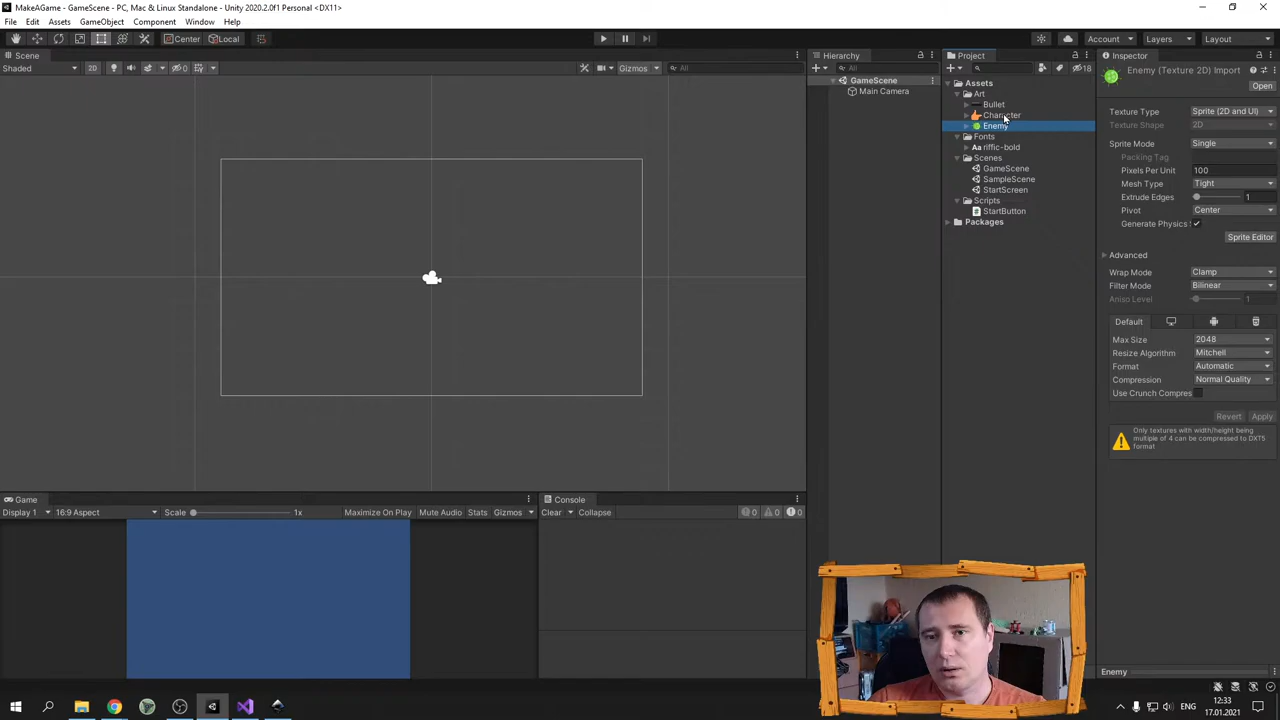 MakeAGame - GameScene - PC, Mac & Linux Standalone - Unity 2020.2.0f1 Personal <DX11>
File Edit Assets GameObject Component Window Help
Center Local Account Layers Layout
Scene Hierarchy Project Inspector
Shaded 2D 0 Gizmos All All 18
GameScene
Main Camera
Assets
Art
Bullet
Character
Enemy
Fonts
riffic-bold
Scenes
GameScene
SampleScene
StartScreen
Scripts
StartButton
Packages
Enemy (Texture 2D) Import
Open
Texture Type Sprite (2D and UI)
Texture Shape 2D
Sprite Mode Single
Packing Tag
Pixels Per Unit 100
Mesh Type Tight
Extrude Edges 1
Pivot Center
Generate Physics
Sprite Editor
Advanced
Wrap Mode Clamp
Filter Mode Bilinear
Aniso Level 1
Default
Max Size 2048
Resize Algorithm Mitchell
Format Automatic
Compression Normal Quality
Use Crunch Compres
Revert Apply
Only textures with width/height being
multiple of 4 can be compressed to DXT5
format
Game Console
Display 1 16:9 Aspect Scale 1x Maximize On Play Mute Audio Stats Gizmos Clear Collapse 0 0 0
Enemy
ENG 12:33
17.01.2021